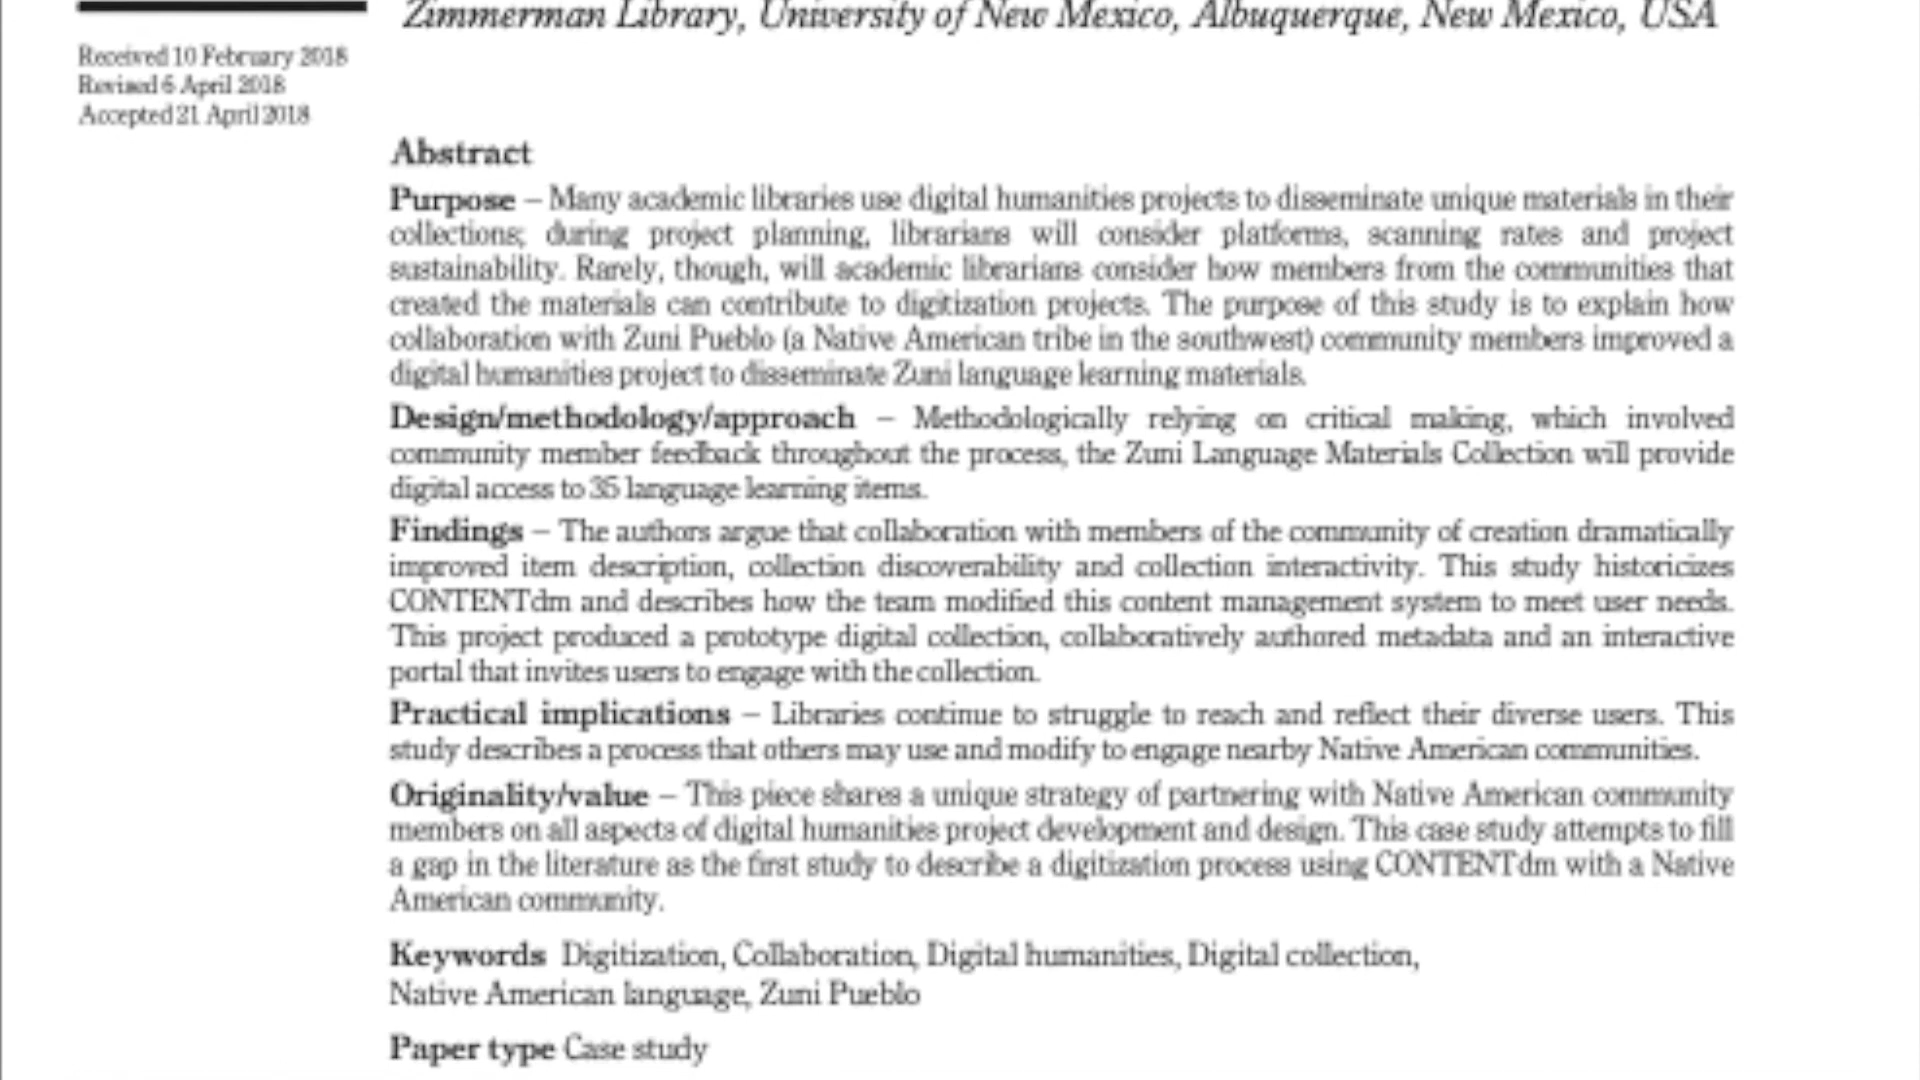 Zimmerman Library, University of New Mexico, Albuquerque, New Mexico, USA
Received 10 February 2018
Revised 6 April 2018
Accepted 21 April 2018
Abstract
Purpose – Many academic libraries use digital humanities projects to disseminate unique materials in their
collections; during project planning, librarians will consider platforms, scanning rates and project
sustainability. Rarely, though, will academic librarians consider how members from the communities that
created the materials can contribute to digitization projects. The purpose of this study is to explain how
collaboration with Zuni Pueblo (a Native American tribe in the southwest) community members improved a
digital humanities project to disseminate Zuni language learning materials.
Design/methodology/approach – Methodologically relying on critical making, which involved
community member feedback throughout the process, the Zuni Language Materials Collection will provide
digital access to 35 language learning items.
Findings – The authors argue that collaboration with members of the community of creation dramatically
improved item description, collection discoverability and collection interactivity. This study historicizes
CONTENTdm and describes how the team modified this content management system to meet user needs.
This project produced a prototype digital collection, collaboratively authored metadata and an interactive
portal that invites users to engage with the collection.
Practical implications – Libraries continue to struggle to reach and reflect their diverse users. This
study describes a process that others may use and modify to engage nearby Native American communities.
Originality/value – This piece shares a unique strategy of partnering with Native American community
members on all aspects of digital humanities project development and design. This case study attempts to fill
a gap in the literature as the first study to describe a digitization process using CONTENTdm with a Native
American community.
Keywords Digitization, Collaboration, Digital humanities, Digital collection,
Native American language, Zuni Pueblo
Paper type Case study